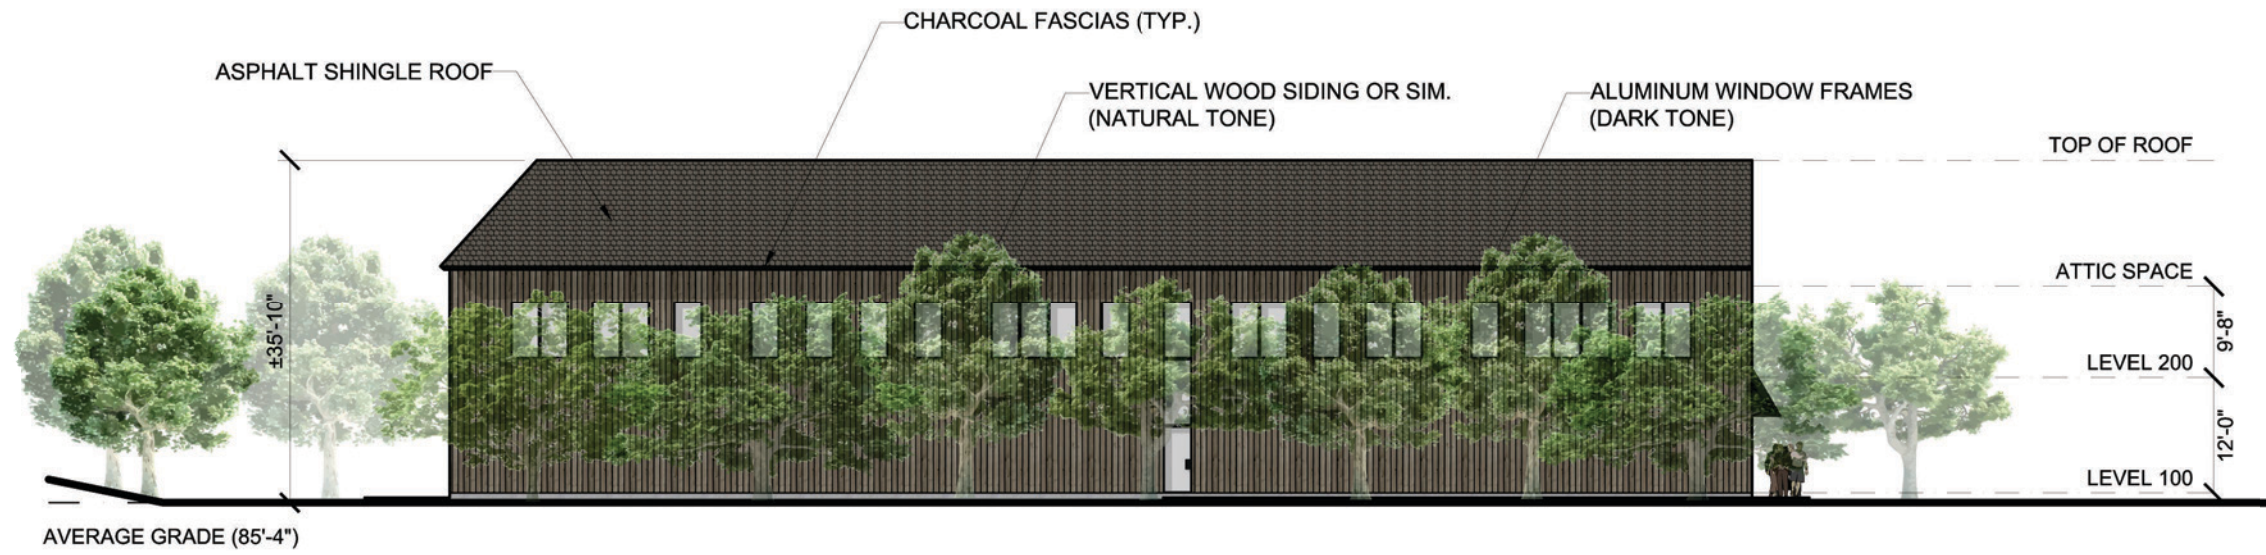 CHARCOAL FASCIAS (TYP.)
ASPHALT SHINGLE ROOF
VERTICAL WOOD SIDING OR SIM.
(NATURAL TONE)
ALUMINUM WINDOW FRAMES
(DARK TONE)
TOP OF ROOF
ATTIC SPACE
±35'-10"
9'-8"
LEVEL 200
12'-0"
LEVEL 100
AVERAGE GRADE (85'-4")